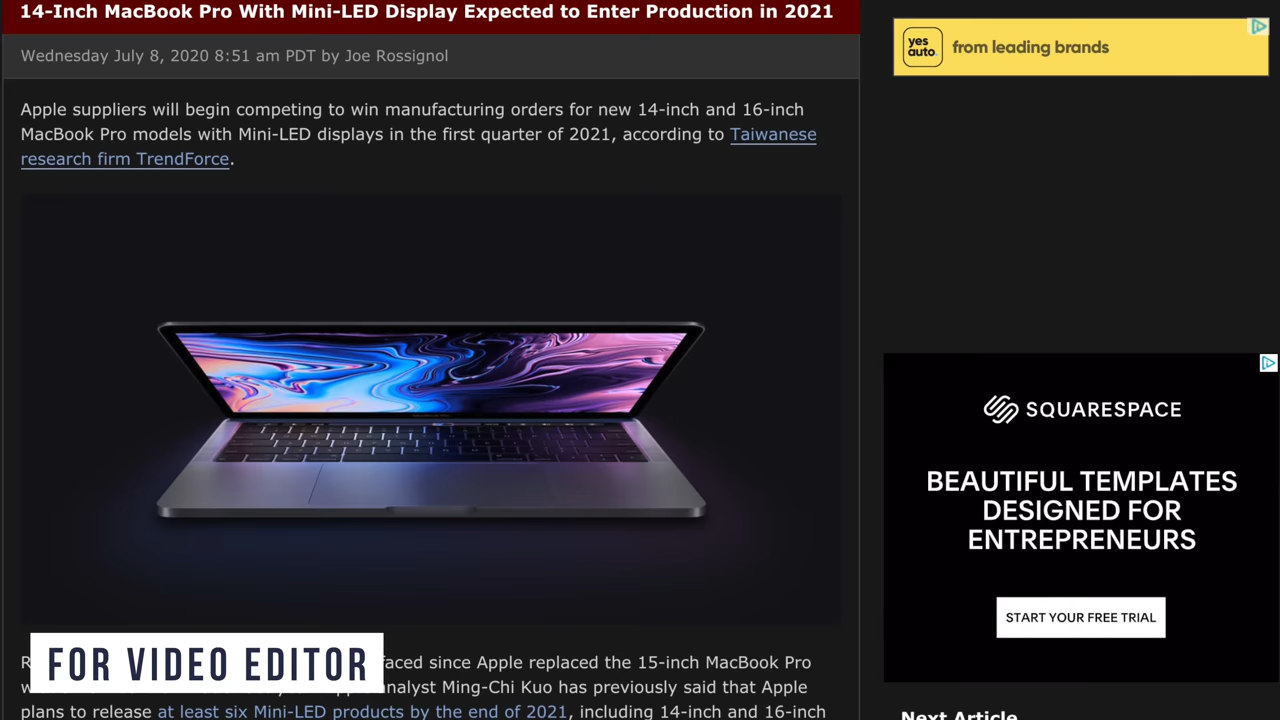 14-Inch MacBook Pro With Mini-LED Display Expected to Enter Production in 2021
Wednesday July 8, 2020 8:51 am PDT by Joe Rossignol
Apple suppliers will begin competing to win manufacturing orders for new 14-inch and 16-inch
MacBook Pro models with Mini-LED displays in the first quarter of 2021, according to Taiwanese
research firm TrendForce.
faced since Apple replaced the 15-inch MacBook Pro
analyst Ming-Chi Kuo has previously said that Apple
plans to release at least six Mini-LED products by the end of 2021, including 14-inch and 16-inch
FOR VIDEO EDITOR
yes
auto.
from leading brands
SQUARESPACE
BEAUTIFUL TEMPLATES
DESIGNED FOR
ENTREPRENEURS
START YOUR FREE TRIAL
Next Article